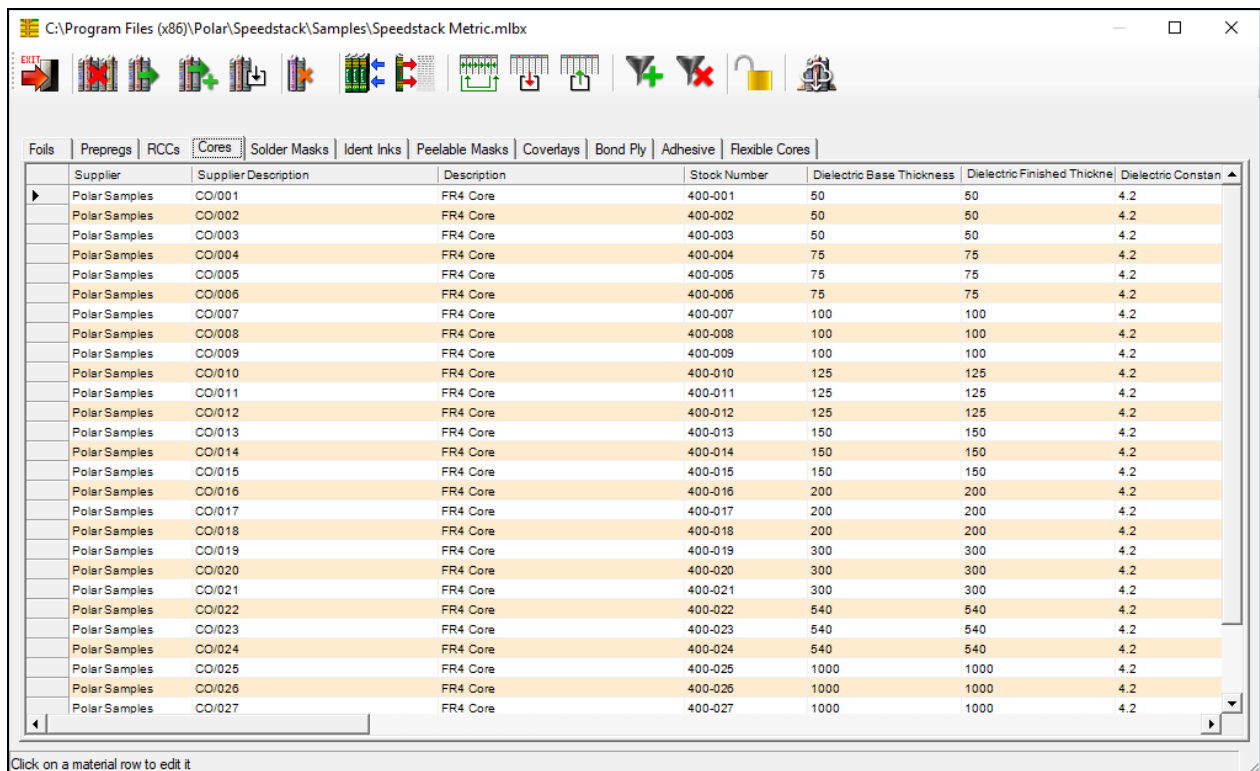 C:\Program Files (x86)\Polar\Speedstack\Samples\Speedstack Metric.mlbx
EXIT
Foils Prepregs RCCs Cores Solder Masks Ident Inks Peelable Masks Coverlays Bond Ply Adhesive Flexible Cores
Supplier Supplier Description Description Stock Number Dielectric Base Thickness Dielectric Finished Thickne Dielectric Constan
Polar Samples CO/001 FR4 Core 400-001 50 50 4.2
Polar Samples CO/002 FR4 Core 400-002 50 50 4.2
Polar Samples CO/003 FR4 Core 400-003 50 50 4.2
Polar Samples CO/004 FR4 Core 400-004 75 75 4.2
Polar Samples CO/005 FR4 Core 400-005 75 75 4.2
Polar Samples CO/006 FR4 Core 400-006 75 75 4.2
Polar Samples CO/007 FR4 Core 400-007 100 100 4.2
Polar Samples CO/008 FR4 Core 400-008 100 100 4.2
Polar Samples CO/009 FR4 Core 400-009 100 100 4.2
Polar Samples CO/010 FR4 Core 400-010 125 125 4.2
Polar Samples CO/011 FR4 Core 400-011 125 125 4.2
Polar Samples CO/012 FR4 Core 400-012 125 125 4.2
Polar Samples CO/013 FR4 Core 400-013 150 150 4.2
Polar Samples CO/014 FR4 Core 400-014 150 150 4.2
Polar Samples CO/015 FR4 Core 400-015 150 150 4.2
Polar Samples CO/016 FR4 Core 400-016 200 200 4.2
Polar Samples CO/017 FR4 Core 400-017 200 200 4.2
Polar Samples CO/018 FR4 Core 400-018 200 200 4.2
Polar Samples CO/019 FR4 Core 400-019 300 300 4.2
Polar Samples CO/020 FR4 Core 400-020 300 300 4.2
Polar Samples CO/021 FR4 Core 400-021 300 300 4.2
Polar Samples CO/022 FR4 Core 400-022 540 540 4.2
Polar Samples CO/023 FR4 Core 400-023 540 540 4.2
Polar Samples CO/024 FR4 Core 400-024 540 540 4.2
Polar Samples CO/025 FR4 Core 400-025 1000 1000 4.2
Polar Samples CO/026 FR4 Core 400-026 1000 1000 4.2
Polar Samples CO/027 FR4 Core 400-027 1000 1000 4.2
Click on a material row to edit it